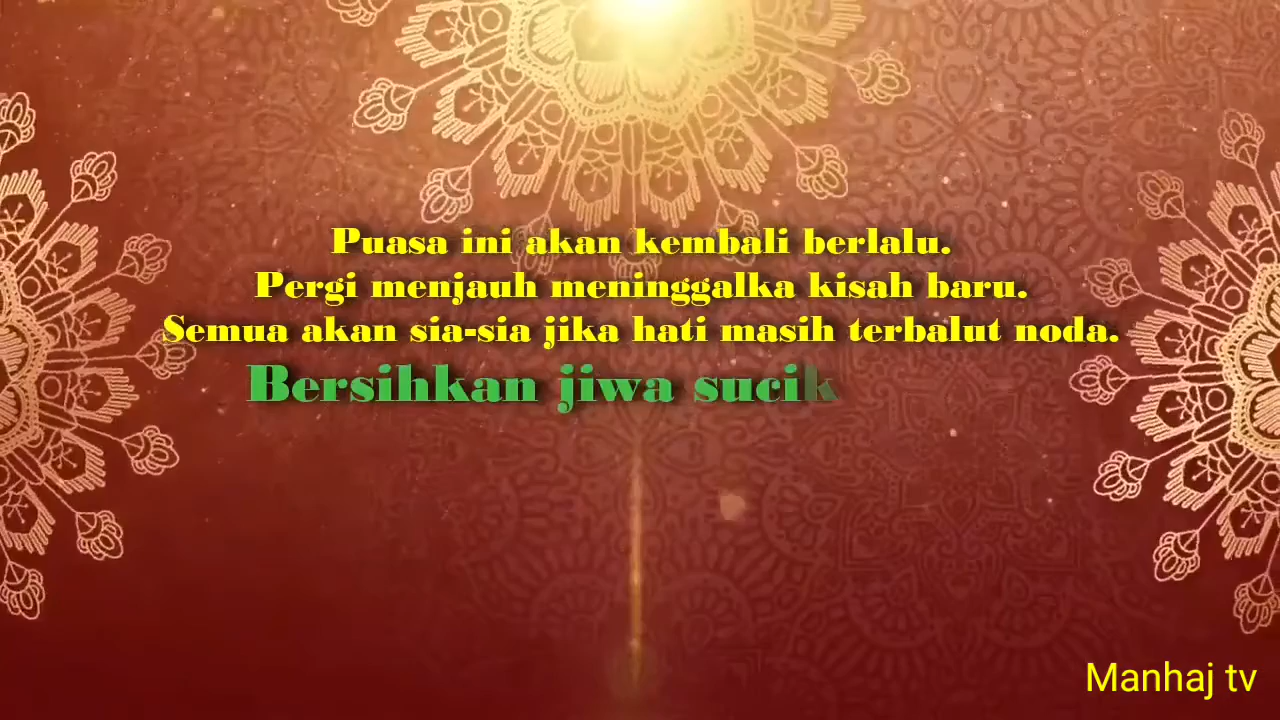 Puasa ini akan kembali berlalu.
Pergi menjauh meninggalka kisah baru.
Semua akan sia-sia jika hati masih terbalut noda.
Bersihkan jiwa sucik
Manhaj tv